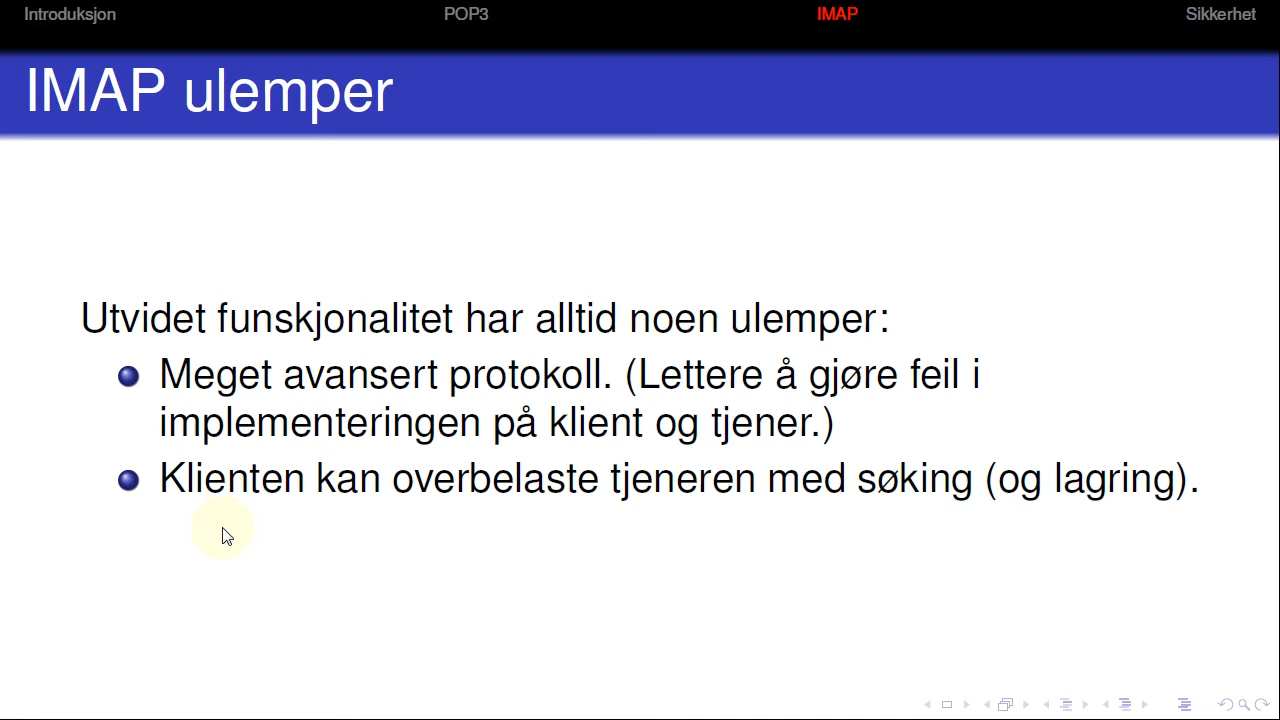 Introduksjon POP3 IMAP Sikkerhet
IMAP ulemper
Utvidet funskjonalitet har alltid noen ulemper:
Meget avansert protokoll. (Lettere å gjøre feil i
implementeringen på klient og tjener.)
Klienten kan overbelaste tjeneren med søking (og lagring).